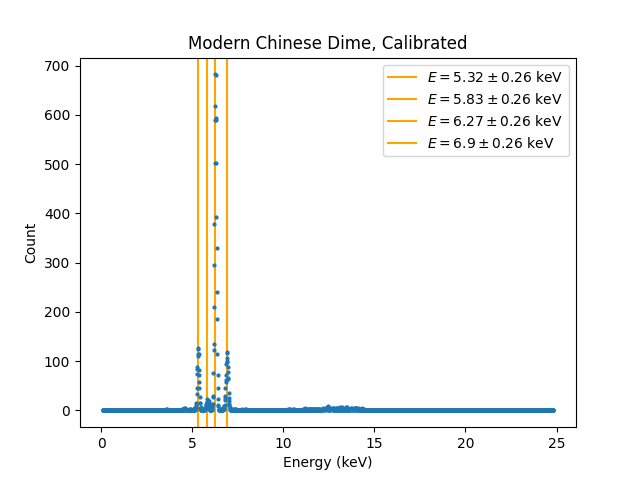 Modern Chinese Dime, Calibrated
700
600
500
400
300
200
100
0
Count
0 5 10 15 20 25
Energy (keV)
E = 5.32 ± 0.26 keV
E = 5.83 ± 0.26 keV
E = 6.27 ± 0.26 keV
E = 6.9 ± 0.26 keV